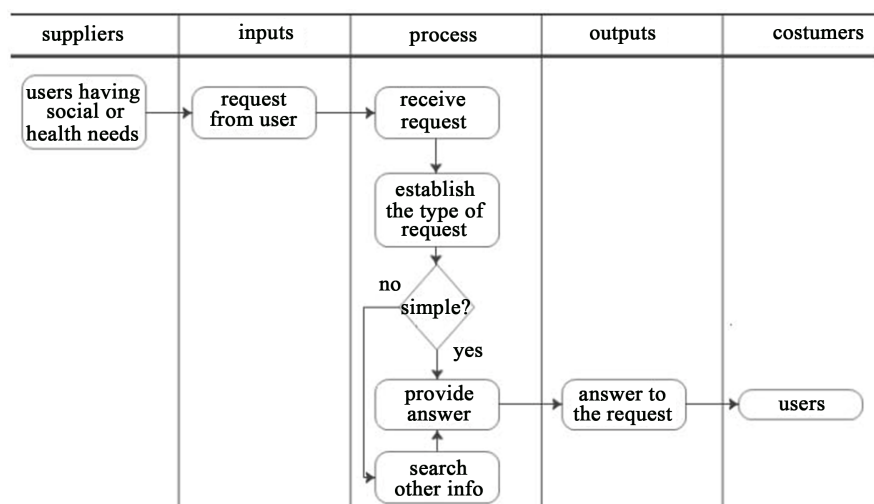 suppliers
inputs
process
outputs
costumers
users having
social or
health needs
request
from user
receive
request
establish
the type of
request
no
simple?
yes
provide
answer
answer to
the request
users
search
other info